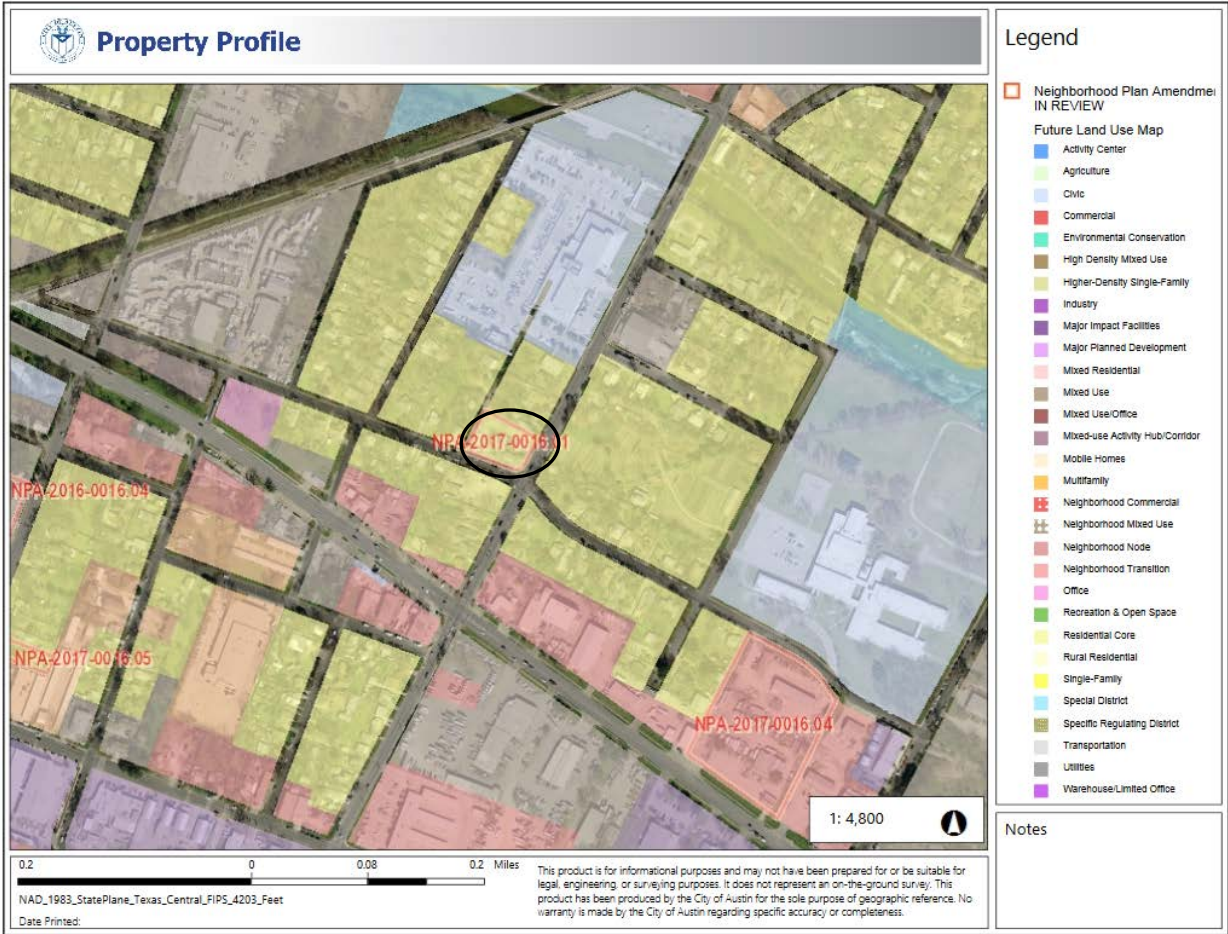 Property Profile
NPA-2017-0016.01
NPA-2016-0016.04
NPA-2017-0016.05
NPA-2017-0016.04
1: 4,800
Legend
Neighborhood Plan Amendme
IN REVIEW
Future Land Use Map
Activity Center
Agriculture
Civic
Commercial
Environmental Conservation
High Density Mixed Use
Higher-Density Single-Family
Industry
Major Impact Facilities
Major Planned Development
Mixed Residential
Mixed Use
Mixed Use/Office
Mixed-use Activity Hub/Corridor
Mobile Homes
Multifamily
Neighborhood Commercial
Neighborhood Mixed Use
Neighborhood Node
Neighborhood Transition
Office
Recreation & Open Space
Residential Core
Rural Residential
Single-Family
Special District
Specific Regulating District
Transportation
Utilities
Warehouse/Limited Office
Notes
0.2 0 0.08 0.2 Miles
NAD_1983_StatePlane_Texas_Central_FIPS_4203_Feet
Date Printed:
This product is for informational purposes and may not have been prepared for or be suitable for
legal, engineering, or surveying purposes. It does not represent an on-the-ground survey. This
product has been produced by the City of Austin for the sole purpose of geographic reference. No
warranty is made by the City of Austin regarding specific accuracy or completeness.